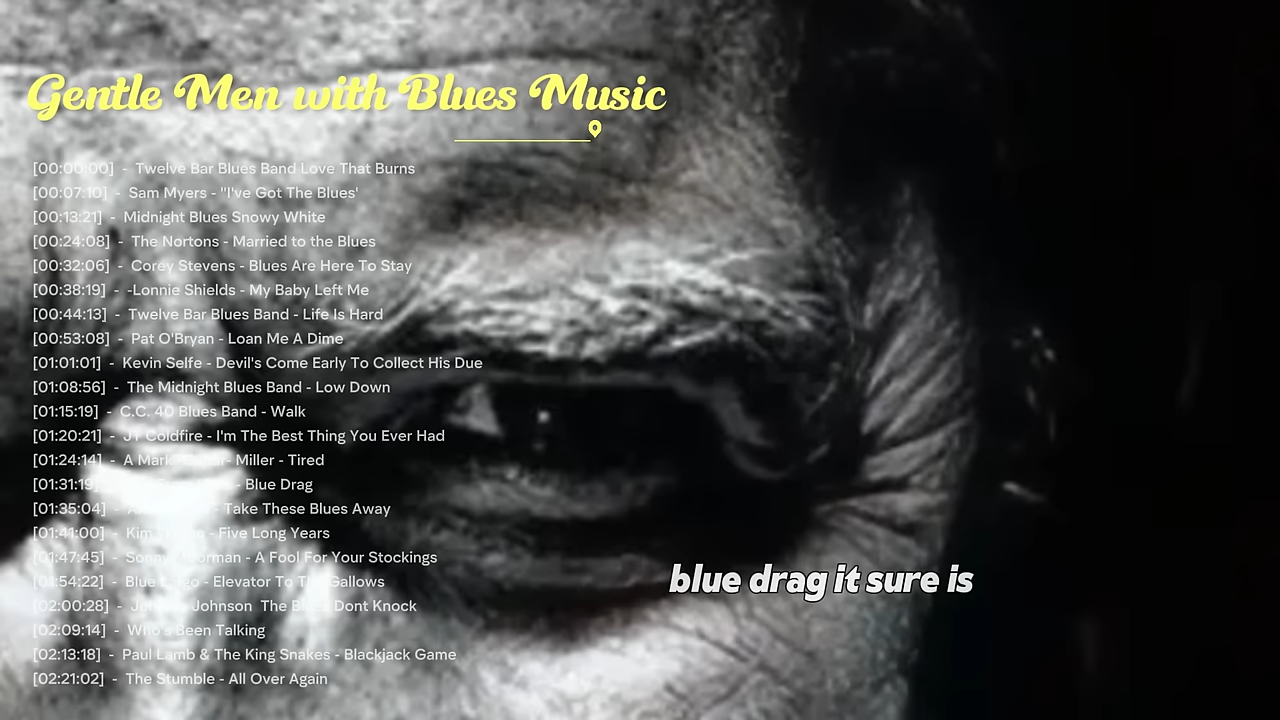 Gentle Men with Blues Music
[00:00:00] - Twelve Bar Blues Band Love That Burns
[00:07:10] - Sam Myers - "I've Got The Blues'
[00:13:21] - Midnight Blues Snowy White
[00:24:08] - The Nortons - Married to the Blues
[00:32:06] - Corey Stevens - Blues Are Here To Stay
[00:38:19] - -Lonnie Shields - My Baby Left Me
[00:44:13] - Twelve Bar Blues Band - Life Is Hard
[00:53:08] - Pat O'Bryan - Loan Me A Dime
[01:01:01] - Kevin Selfe - Devil's Come Early To Collect His Due
[01:08:56] - The Midnight Blues Band - Low Down
[01:15:19] - C.C. 40 Blues Band - Walk
[01:20:21] - JT Coldfire - I'm The Best Thing You Ever Had
[01:24:14] - A Mark - Miller - Tired
[01:31:19] - - Blue Drag
[01:35:04] - - Take These Blues Away
[01:41:00] - Kim - Five Long Years
[01:47:45] - - A Fool For Your Stockings
[01:54:22] - Blue - Elevator To The Gallows
[02:00:28] - Johnson The Blues Dont Knock
[02:09:14] - Who's Been Talking
[02:13:18] - Paul Lamb & The King Snakes - Blackjack Game
[02:21:02] - The Stumble - All Over Again
blue drag it sure is